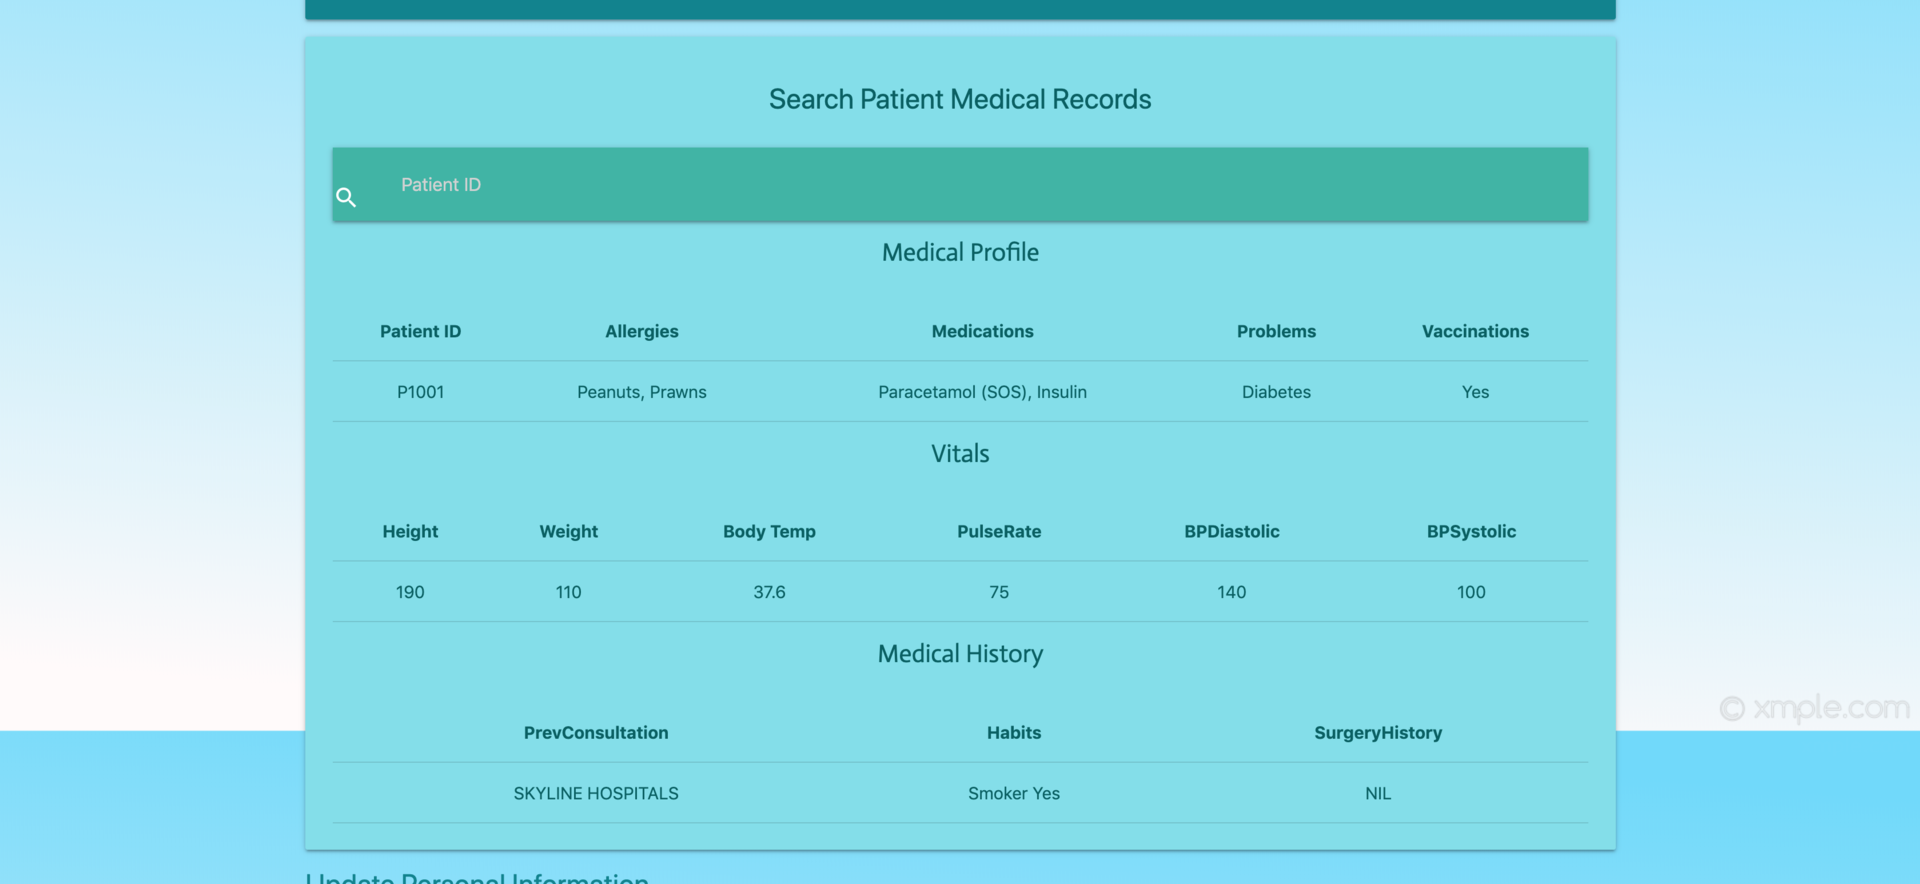 Search Patient Medical Records
Patient ID
Medical Profile
Patient ID Allergies Medications Problems Vaccinations
P1001 Peanuts, Prawns Paracetamol (SOS), Insulin Diabetes Yes
Vitals
Height Weight Body Temp PulseRate BPDiastolic BPSystolic
190 110 37.6 75 140 100
Medical History
© xmple.com
PrevConsultation Habits SurgeryHistory
SKYLINE HOSPITALS Smoker Yes NIL
Update Personal Information